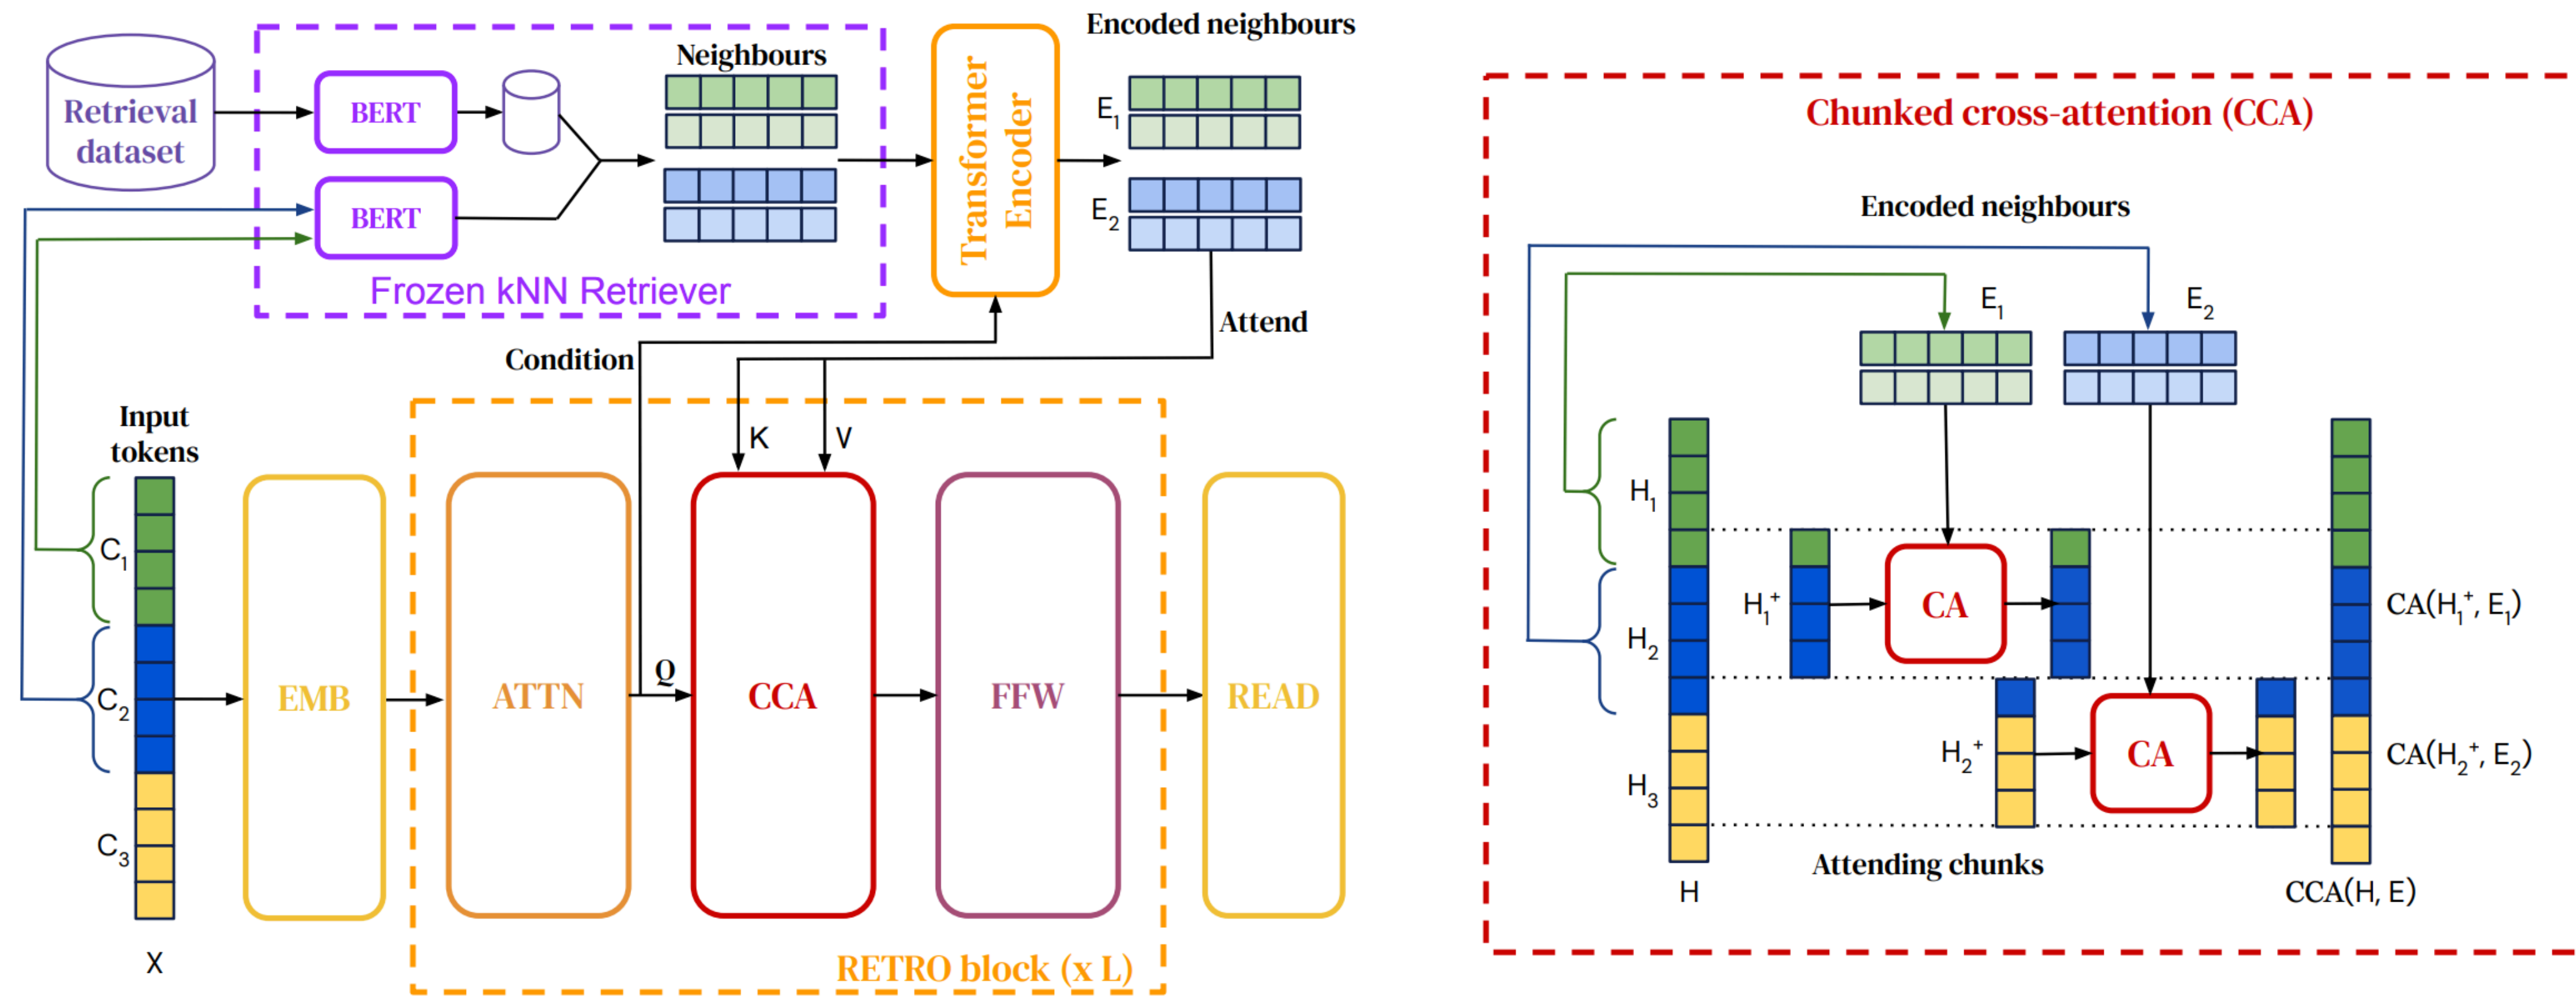 Retrieval
dataset
BERT
BERT
Neighbours
Frozen kNN Retriever
Transformer
Encoder
Encoded neighbours
E1
E2
Condition
Attend
Input
tokens
C1
C2
C3
X
EMB
ATTN
Q
K
V
CCA
FFW
READ
RETRO block (x L)
Chunked cross-attention (CCA)
Encoded neighbours
E1
E2
H1
H2
H3
H
H1+
CA
H2+
CA
Attending chunks
CA(H1+, E1)
CA(H2+, E2)
CCA(H, E)